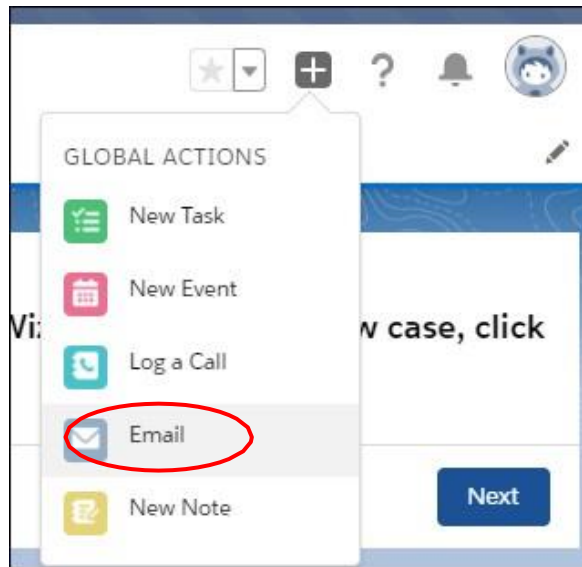 GLOBAL ACTIONS
New Task
New Event
case, click
Log a Call
Email
New Note
Next